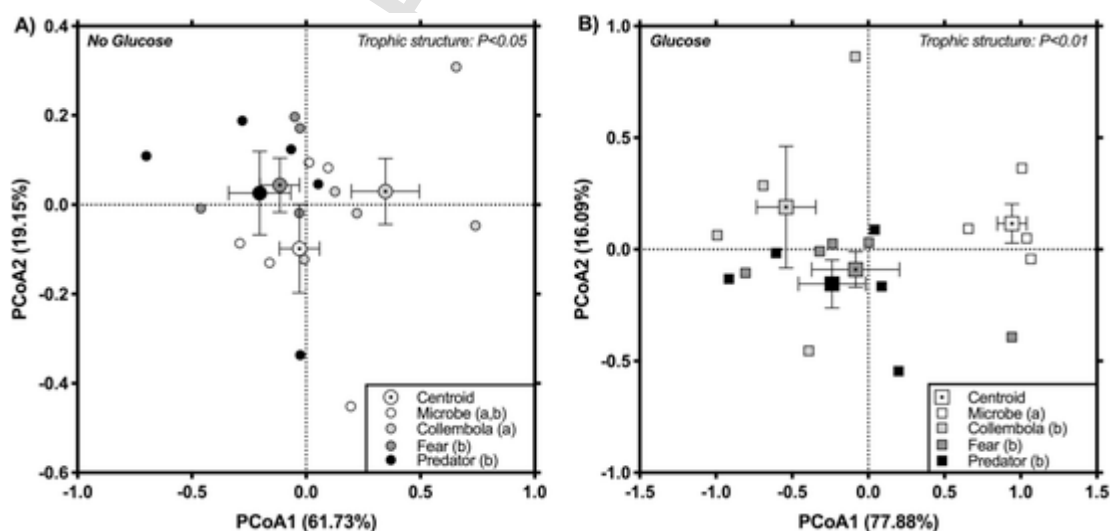 A)
No Glucose
Trophic structure: P<0.05
0.4
0.2
0.0
-0.2
-0.4
-0.6
PCoA2 (19.15%)
-1.0 -0.5 0.0 0.5 1.0
PCoA1 (61.73%)
Centroid
Microbe (a,b)
Collembola (a)
Fear (b)
Predator (b)
B)
Glucose
Trophic structure: P<0.01
1.0
0.5
0.0
-0.5
-1.0
PCoA2 (16.09%)
-1.5 -1.0 -0.5 0.0 0.5 1.0 1.5
PCoA1 (77.88%)
Centroid
Microbe (a)
Collembola (b)
Fear (b)
Predator (b)